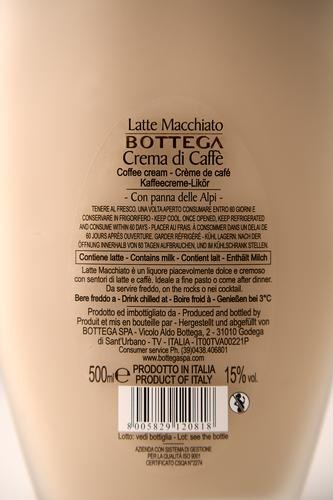 Latte Macchiato
BOTTEGA
Crema di Caffè
Coffee cream - Crème de café
Kaffeecreme-Likör
- Con panna delle Alpi -
TENERE AL FRESCO. UNA VOLTA APERTO CONSUMARE ENTRO 60 GIORNI E
CONSERVARE IN FRIGORIFERO - KEEP COOL. ONCE OPENED, KEEP REFRIGERATED
AND CONSUME WITHIN 60 DAYS - PLACER AU FRAIS. À CONSOMMER DANS UN DELAI DE
60 JOURS APRÈS OUVERTURE. GARDER RÉFRIGÉRÉ - KÜHL LAGERN. NACH DER
ÖFFNUNG INNERHALB VON 60 TAGEN AUFBRAUCHEN, UND IM KÜHLSCHRANK STELLEN.
Contiene latte - Contains milk - Contient lait - Enthält Milch
Latte Macchiato è un liquore piacevolmente dolce e cremoso
con sentori di latte e caffè. Ideale a fine pasto o come after dinner.
Da servire freddo, on the rocks o nei cocktail.
Bere freddo a - Drink chilled at - Boire froid à - Genießen bei 3°C
Prodotto ed imbottigliato da - Produced and bottled by
Produit et mis en bouteille par - Hergestellt und abgefüllt von
BOTTEGA SPA - Vicolo Aldo Bottega, 2 - 31010 Godega
di Sant'Urbano - TV - ITALIA - IT00TVA00221P
Consumer service Ph. (39)0438.406801
www.bottegaspa.com
500ml ℮ PRODOTTO IN ITALIA 15% vol.
PRODUCT OF ITALY
8 005829 120818
Lotto: vedi bottiglia - Lot: see the bottle
AZIENDA CON SISTEMA DI GESTIONE
PER LA QUALITÀ ISO 9001
CERTIFICATO CSQA N°2274